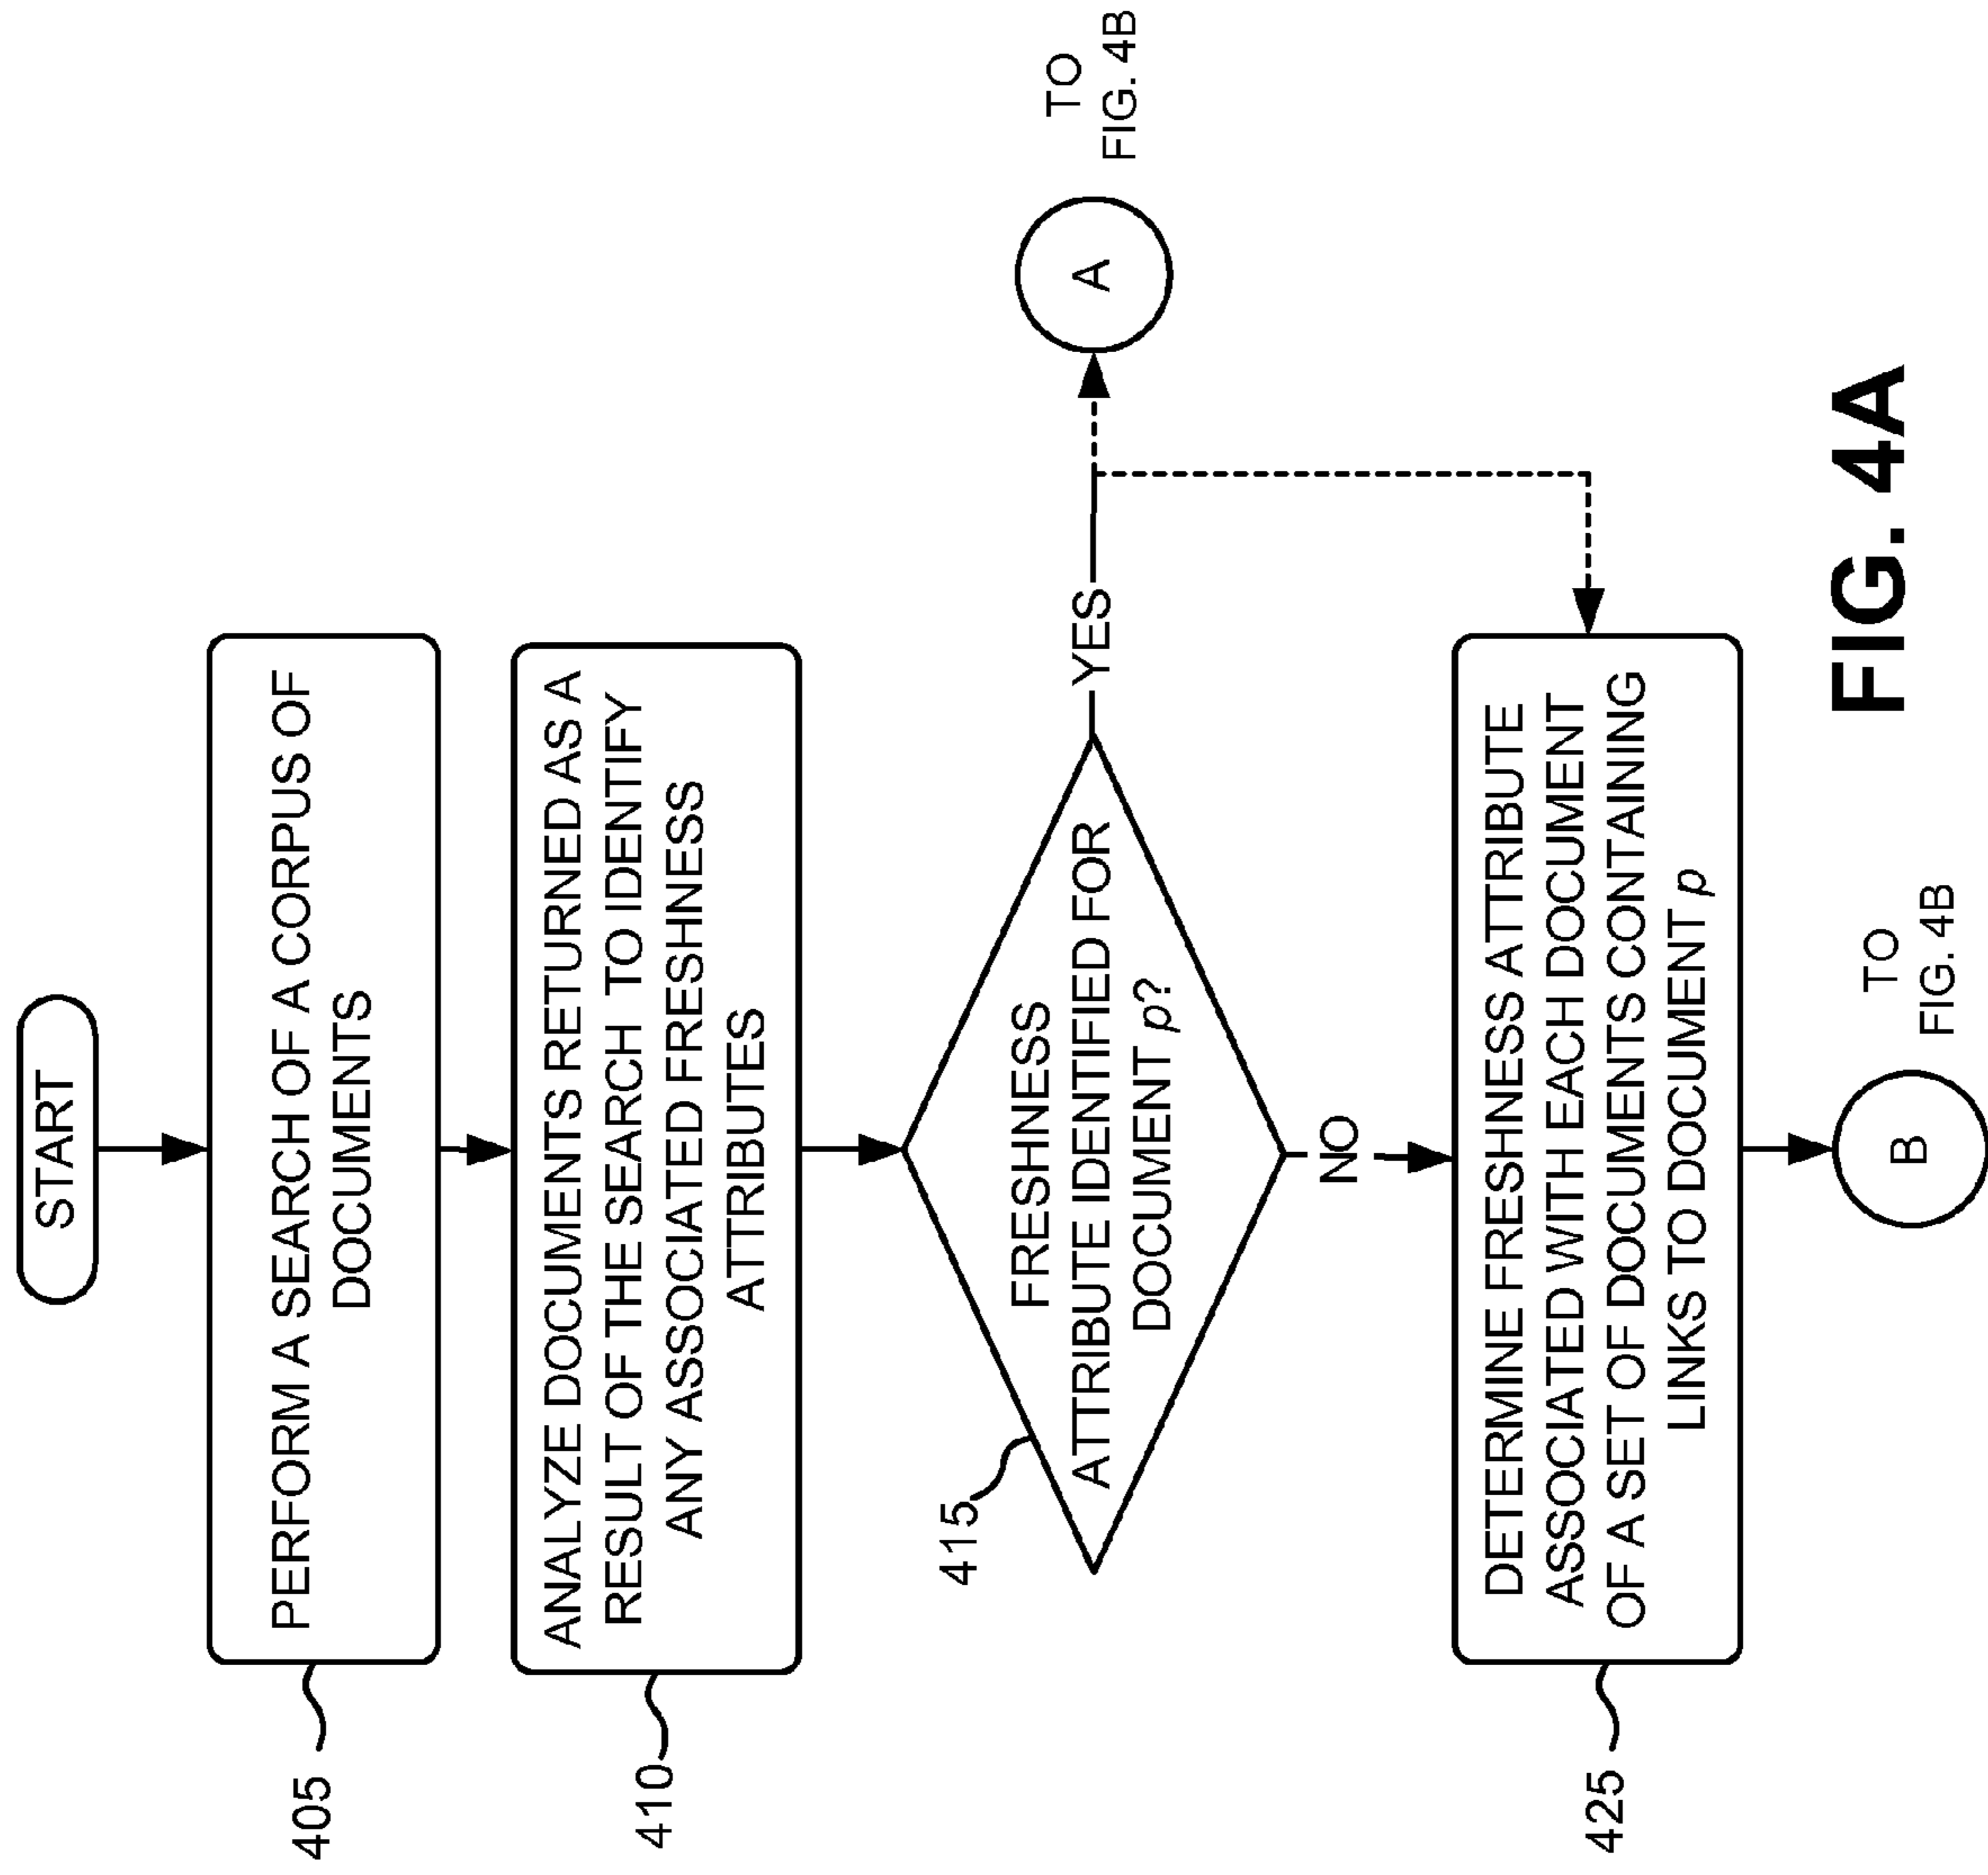 START
PERFORM A SEARCH OF A CORPUS OF
DOCUMENTS
405
ANALYZE DOCUMENTS RETURNED AS A
RESULT OF THE SEARCH TO IDENTIFY
ANY ASSOCIATED FRESHNESS
ATTRIBUTES
410
415
FRESHNESS
ATTRIBUTE IDENTIFIED FOR
DOCUMENT p?
YES
A
TO
FIG. 4B
NO
DETERMINE FRESHNESS ATTRIBUTE
ASSOCIATED WITH EACH DOCUMENT
OF A SET OF DOCUMENTS CONTAINING
LINKS TO DOCUMENT p
425
B
TO
FIG. 4B
FIG. 4A